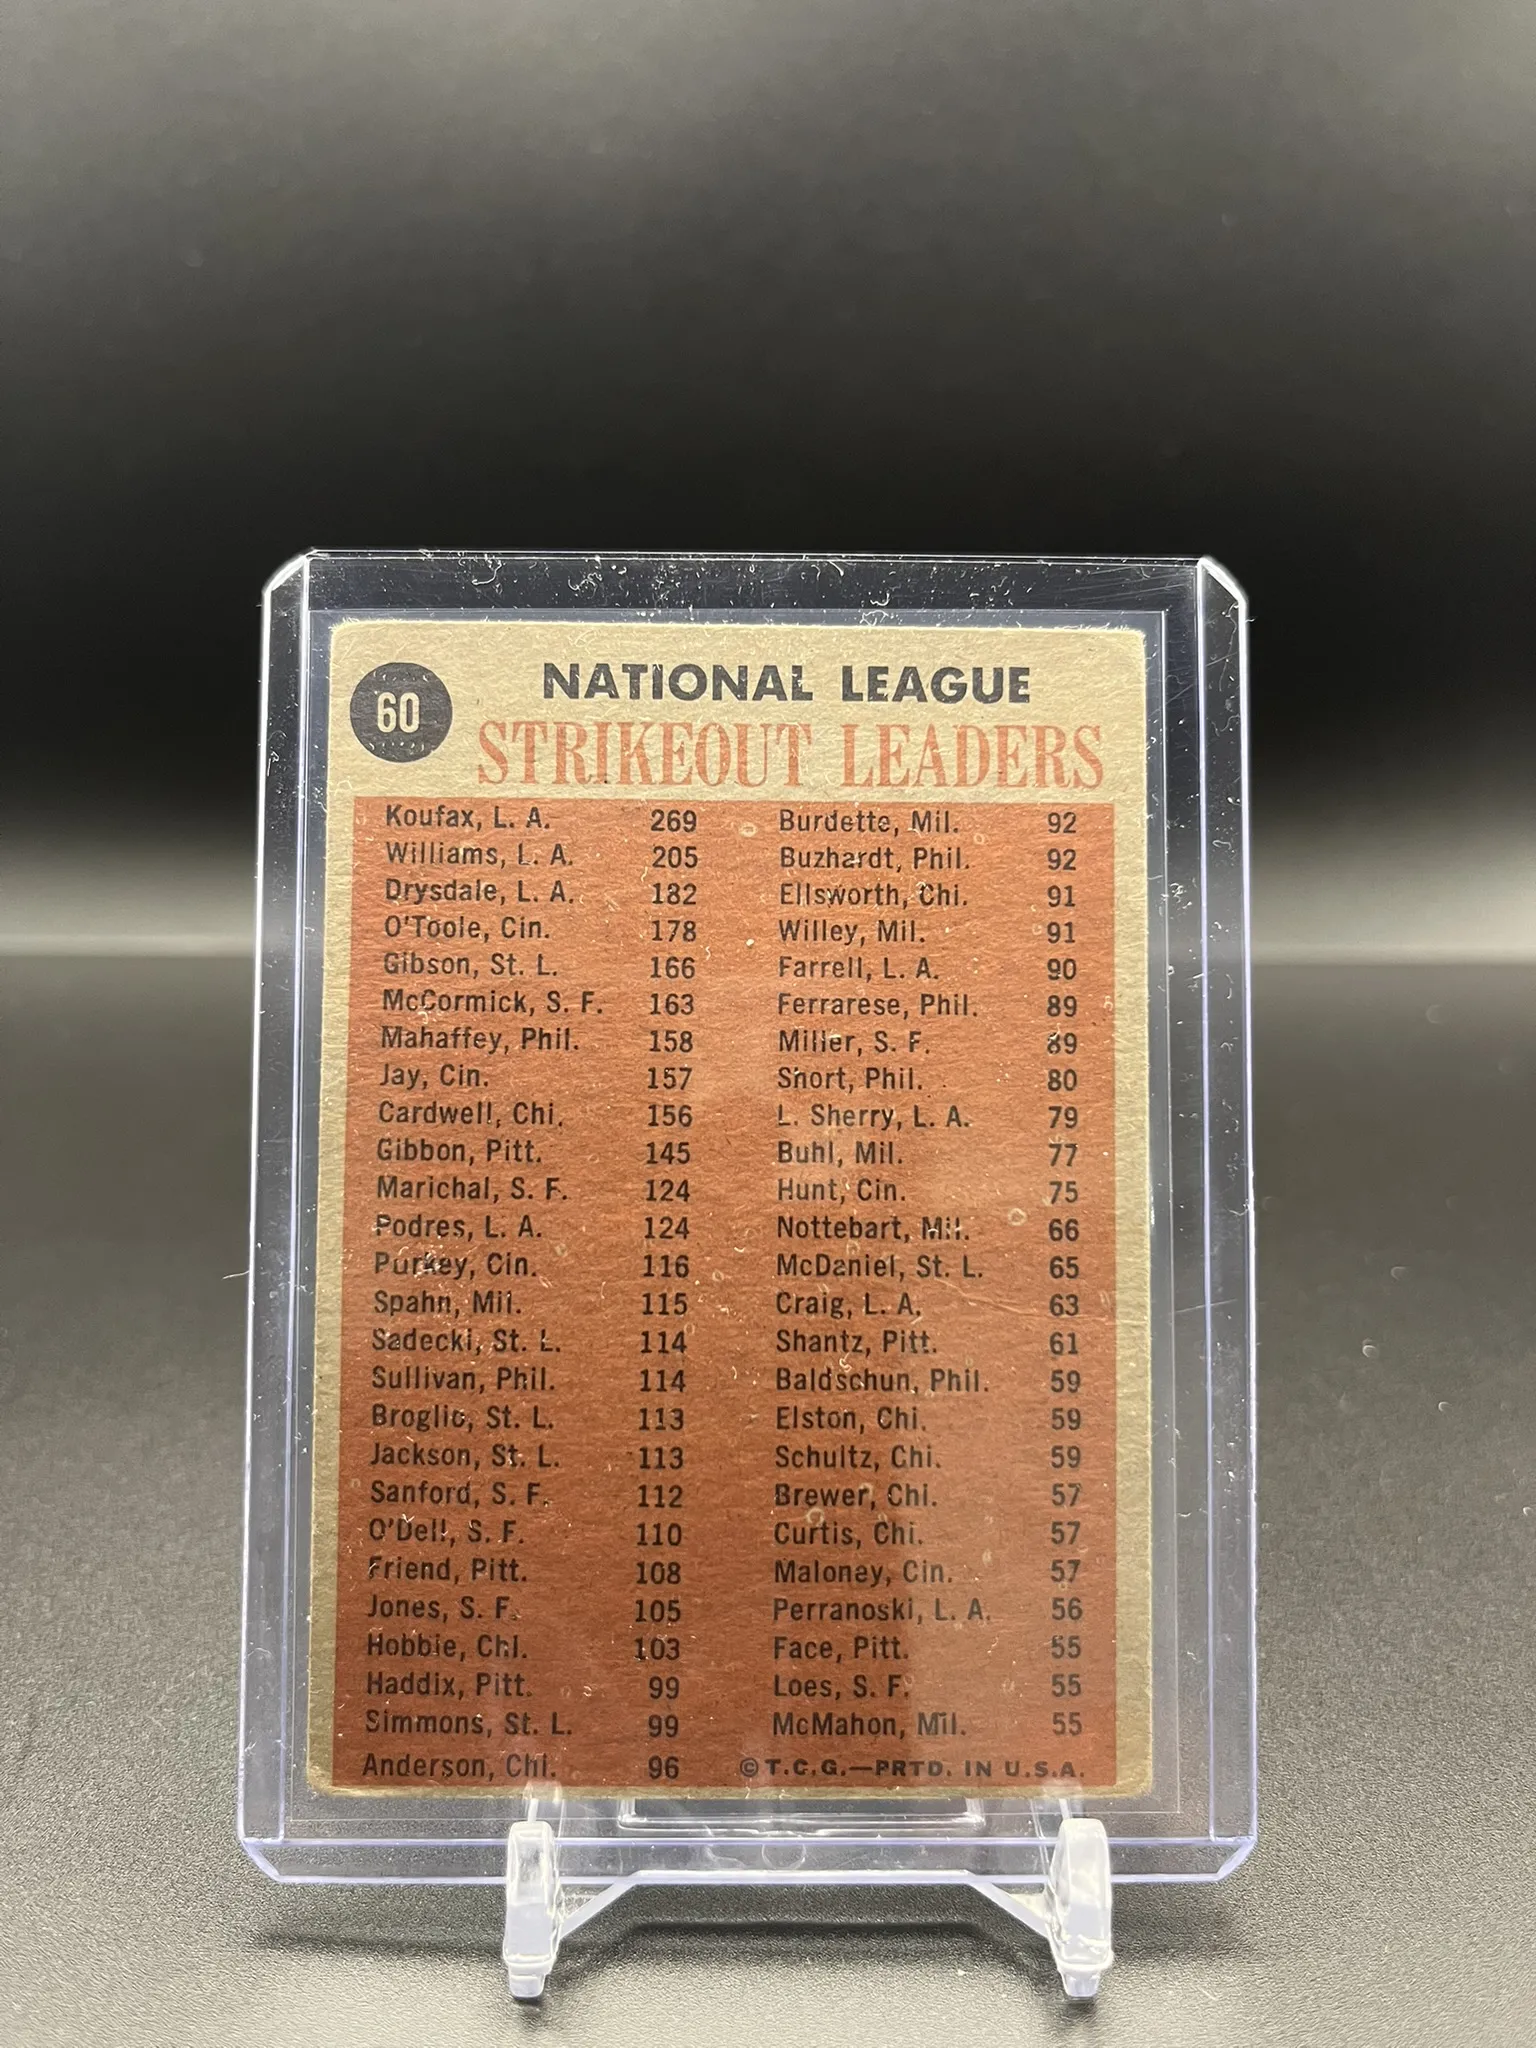 60
NATIONAL LEAGUE
STRIKEOUT LEADERS
Koufax, L. A. 269
Williams, L. A. 205
Drysdale, L. A. 182
O'Toole, Cin. 178
Gibson, St. L. 166
McCormick, S. F. 163
Mahaffey, Phil. 158
Jay, Cin. 157
Cardwell, Chi. 156
Gibbon, Pitt. 145
Marichal, S. F. 124
Podres, L. A. 124
Purkey, Cin. 116
Spahn, Mil. 115
Sadecki, St. L. 114
Sullivan, Phil. 114
Broglio, St. L. 113
Jackson, St. L. 113
Sanford, S. F. 112
O'Dell, S. F. 110
Friend, Pitt. 108
Jones, S. F. 105
Hobbie, Chi. 103
Haddix, Pitt. 99
Simmons, St. L. 99
Anderson, Chi. 96
Burdette, Mil. 92
Buzhardt, Phil. 92
Ellsworth, Chi. 91
Willey, Mil. 91
Farrell, L. A. 90
Ferrarese, Phil. 89
Miller, S. F. 89
Short, Phil. 80
L. Sherry, L. A. 79
Buhl, Mil. 77
Hunt, Cin. 75
Nottebart, Mil. 66
McDaniel, St. L. 65
Craig, L. A. 63
Shantz, Pitt. 61
Baldschun, Phil. 59
Elston, Chi. 59
Schultz, Chi. 59
Brewer, Chi. 57
Curtis, Chi. 57
Maloney, Cin. 57
Perranoski, L. A. 56
Face, Pitt. 55
Loes, S. F. 55
McMahon, Mil. 55
© T.C.G.—PRTD. IN U.S.A.